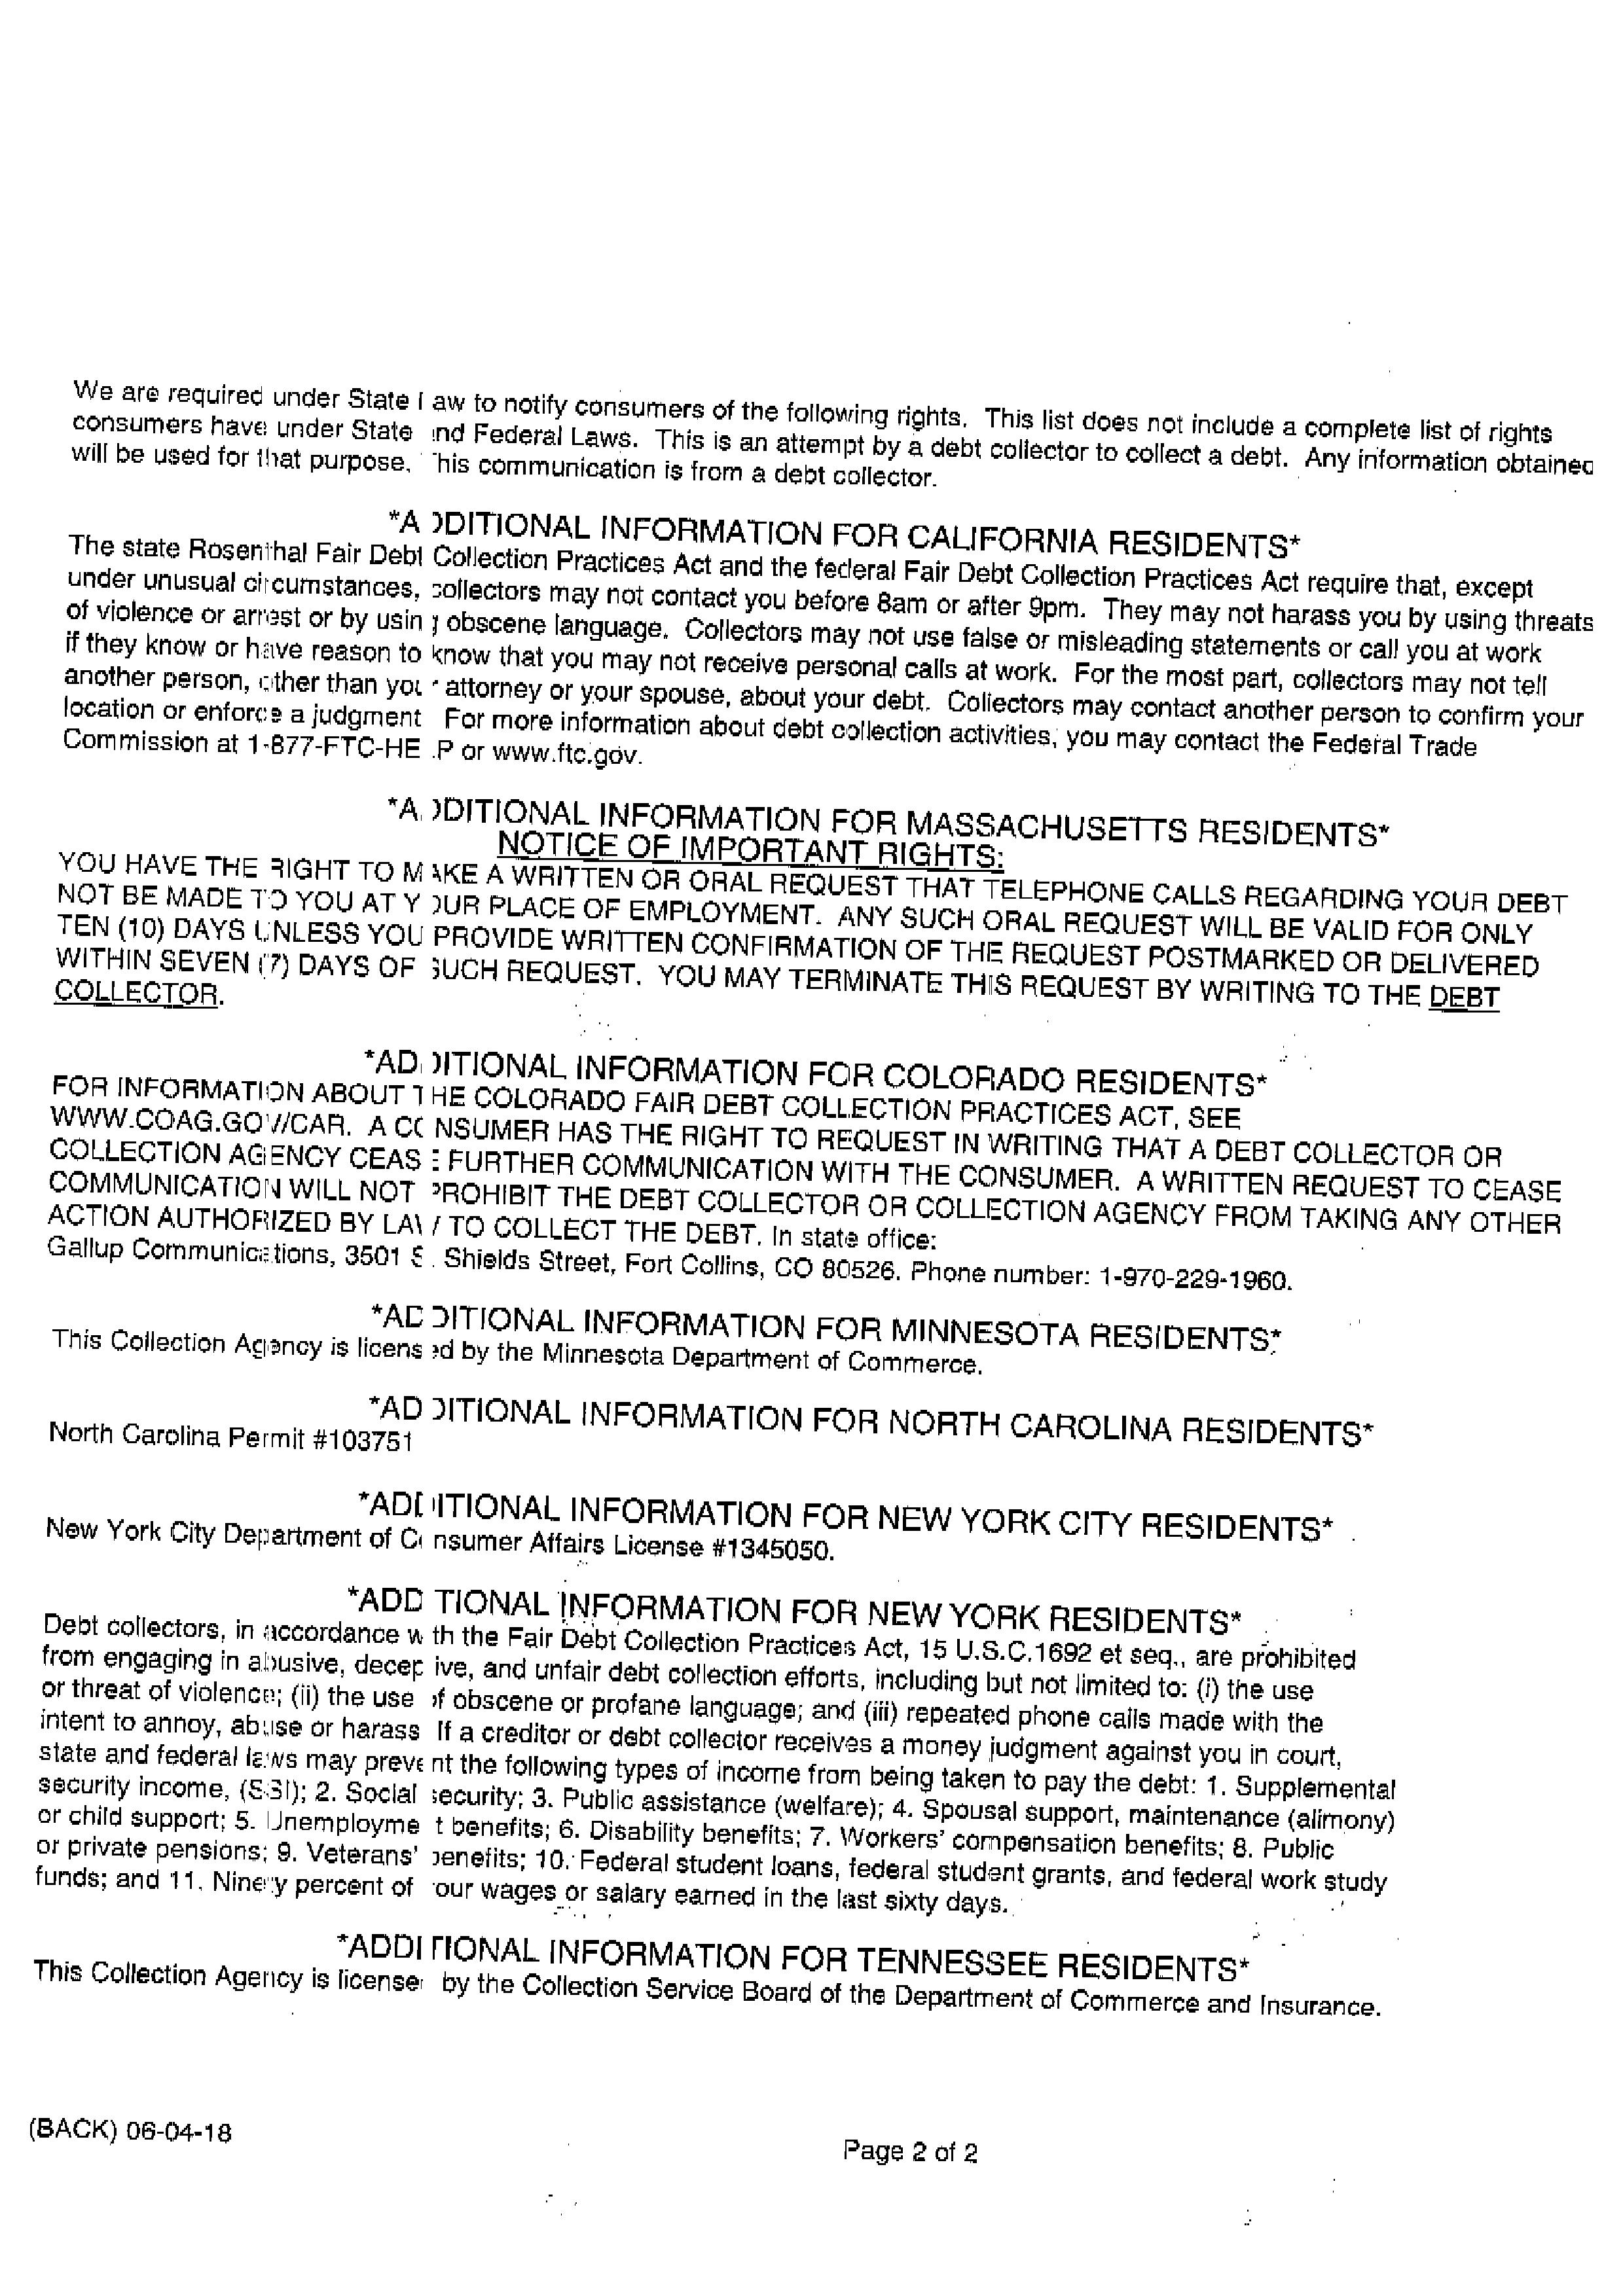 We are required under State Law to notify consumers of the following rights. This list does not include a complete list of rights
consumers have under State and Federal Laws. This is an attempt by a debt collector to collect a debt. Any information obtained
will be used for that purpose. This communication is from a debt collector.
*ADDITIONAL INFORMATION FOR CALIFORNIA RESIDENTS*
The state Rosenthal Fair Debt Collection Practices Act and the federal Fair Debt Collection Practices Act require that, except
under unusual circumstances, collectors may not contact you before 8am or after 9pm. They may not harass you by using threats
of violence or arrest or by using obscene language. Collectors may not use false or misleading statements or call you at work
if they know or have reason to know that you may not receive personal calls at work. For the most part, collectors may not tell
another person, other than your attorney or your spouse, about your debt. Collectors may contact another person to confirm your
location or enforce a judgment. For more information about debt collection activities, you may contact the Federal Trade
Commission at 1-877-FTC-HELP or www.ftc.gov.
*ADDITIONAL INFORMATION FOR MASSACHUSETTS RESIDENTS*
NOTICE OF IMPORTANT RIGHTS:
YOU HAVE THE RIGHT TO MAKE A WRITTEN OR ORAL REQUEST THAT TELEPHONE CALLS REGARDING YOUR DEBT
NOT BE MADE TO YOU AT YOUR PLACE OF EMPLOYMENT. ANY SUCH ORAL REQUEST WILL BE VALID FOR ONLY
TEN (10) DAYS UNLESS YOU PROVIDE WRITTEN CONFIRMATION OF THE REQUEST POSTMARKED OR DELIVERED
WITHIN SEVEN (7) DAYS OF SUCH REQUEST. YOU MAY TERMINATE THIS REQUEST BY WRITING TO THE DEBT
COLLECTOR.
*ADDITIONAL INFORMATION FOR COLORADO RESIDENTS*
FOR INFORMATION ABOUT THE COLORADO FAIR DEBT COLLECTION PRACTICES ACT, SEE
WWW.COAG.GOV/CAR. A CONSUMER HAS THE RIGHT TO REQUEST IN WRITING THAT A DEBT COLLECTOR OR
COLLECTION AGENCY CEASE FURTHER COMMUNICATION WITH THE CONSUMER. A WRITTEN REQUEST TO CEASE
COMMUNICATION WILL NOT PROHIBIT THE DEBT COLLECTOR OR COLLECTION AGENCY FROM TAKING ANY OTHER
ACTION AUTHORIZED BY LAW TO COLLECT THE DEBT. In state office:
Gallup Communications, 3501 S. Shields Street, Fort Collins, CO 80526. Phone number: 1-970-229-1960.
*ADDITIONAL INFORMATION FOR MINNESOTA RESIDENTS*
This Collection Agency is licensed by the Minnesota Department of Commerce.
*ADDITIONAL INFORMATION FOR NORTH CAROLINA RESIDENTS*
North Carolina Permit #103751
*ADDITIONAL INFORMATION FOR NEW YORK CITY RESIDENTS*
New York City Department of Consumer Affairs License #1345050.
*ADDITIONAL INFORMATION FOR NEW YORK RESIDENTS*
Debt collectors, in accordance with the Fair Debt Collection Practices Act, 15 U.S.C.1692 et seq., are prohibited
from engaging in abusive, deceptive, and unfair debt collection efforts, including but not limited to: (i) the use
or threat of violence; (ii) the use of obscene or profane language; and (iii) repeated phone calls made with the
intent to annoy, abuse or harass. If a creditor or debt collector receives a money judgment against you in court,
state and federal laws may prevent the following types of income from being taken to pay the debt: 1. Supplemental
security income, (SSI); 2. Social security; 3. Public assistance (welfare); 4. Spousal support, maintenance (alimony)
or child support; 5. Unemployment benefits; 6. Disability benefits; 7. Workers' compensation benefits; 8. Public
or private pensions; 9. Veterans' benefits; 10. Federal student loans, federal student grants, and federal work study
funds; and 11. Ninety percent of your wages or salary earned in the last sixty days.
*ADDITIONAL INFORMATION FOR TENNESSEE RESIDENTS*
This Collection Agency is licensed by the Collection Service Board of the Department of Commerce and Insurance.
(BACK) 06-04-18
Page 2 of 2